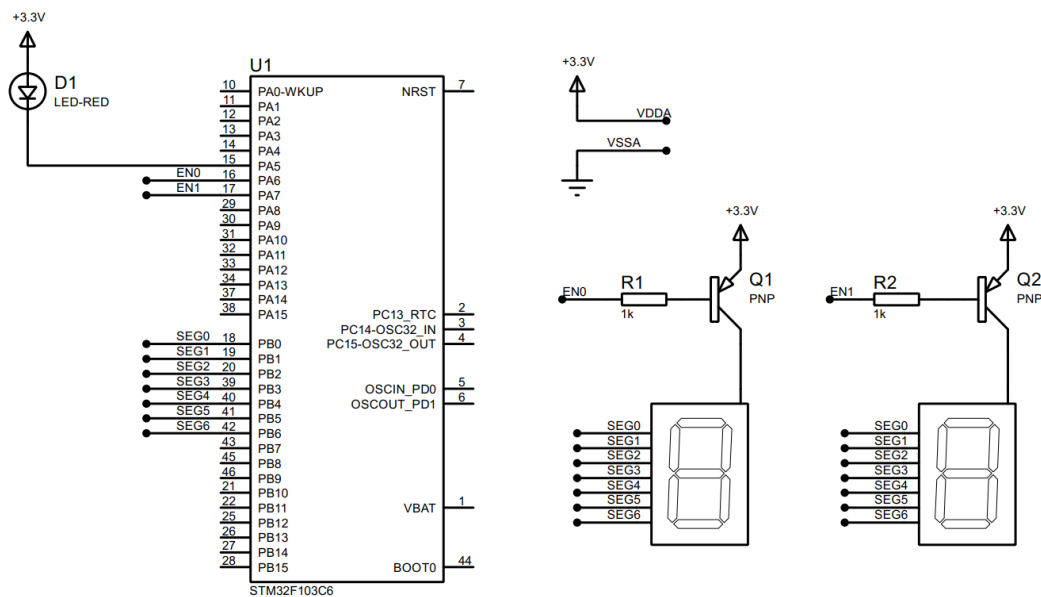 +3.3V
D1
LED-RED
U1
10 PA0-WKUP
11 PA1
12 PA2
13 PA3
14 PA4
15 PA5
EN0 16 PA6
EN1 17 PA7
29 PA8
30 PA9
31 PA10
32 PA11
33 PA12
34 PA13
37 PA14
38 PA15
SEG0 18 PB0
SEG1 19 PB1
SEG2 20 PB2
SEG3 39 PB3
SEG4 40 PB4
SEG5 41 PB5
SEG6 42 PB6
43 PB7
45 PB8
46 PB9
21 PB10
22 PB11
25 PB12
26 PB13
27 PB14
28 PB15
NRST 7
PC13_RTC 2
PC14-OSC32_IN 3
PC15-OSC32_OUT 4
OSCIN_PD0 5
OSCOUT_PD1 6
VBAT 1
BOOT0 44
STM32F103C6
+3.3V
VDDA
VSSA
+3.3V
EN0
R1
1k
Q1
PNP
SEG0
SEG1
SEG2
SEG3
SEG4
SEG5
SEG6
+3.3V
EN1
R2
1k
Q2
PNP
SEG0
SEG1
SEG2
SEG3
SEG4
SEG5
SEG6